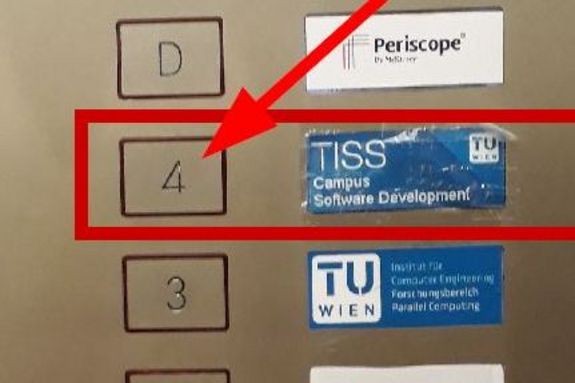 D
Periscope®
By McKinsey
4
TISS
TU
WIEN
Campus
Software Development
3
TU
WIEN
Institut für
Computer Engineering
Forschungsbereich
Parallel Computing